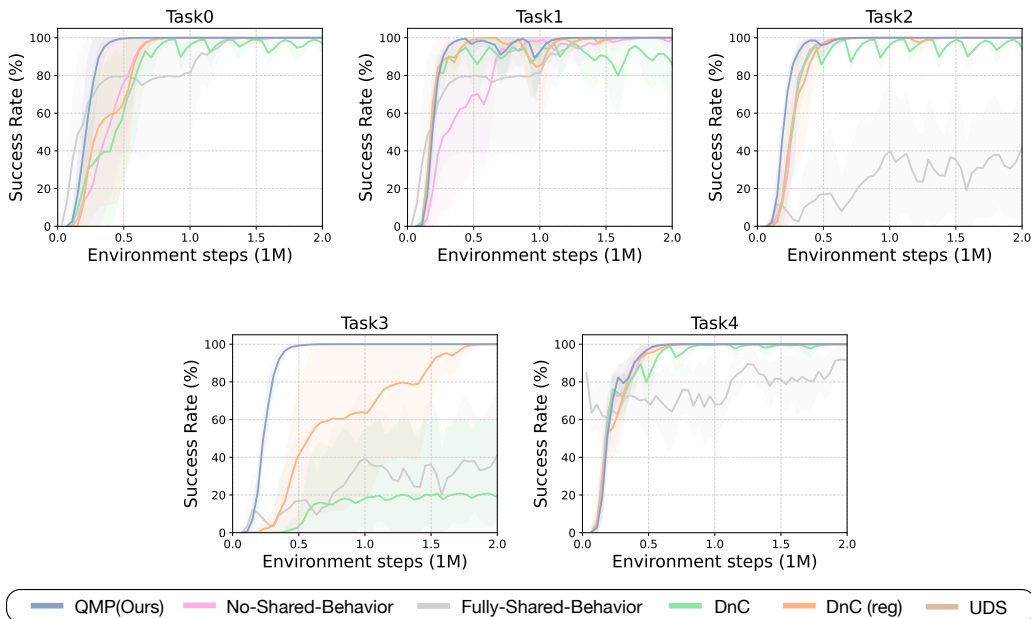 Task0
Task1
Task2
Success Rate (%)
100
80
60
40
20
0
0.0 0.5 1.0 1.5 2.0
Environment steps (1M)
Success Rate (%)
100
80
60
40
20
0
0.0 0.5 1.0 1.5 2.0
Environment steps (1M)
Success Rate (%)
100
80
60
40
20
0
0.0 0.5 1.0 1.5 2.0
Environment steps (1M)
Task3
Task4
Success Rate (%)
100
80
60
40
20
0
0.0 0.5 1.0 1.5 2.0
Environment steps (1M)
Success Rate (%)
100
80
60
40
20
0
0.0 0.5 1.0 1.5 2.0
Environment steps (1M)
QMP(Ours) No-Shared-Behavior Fully-Shared-Behavior DnC DnC (reg) UDS